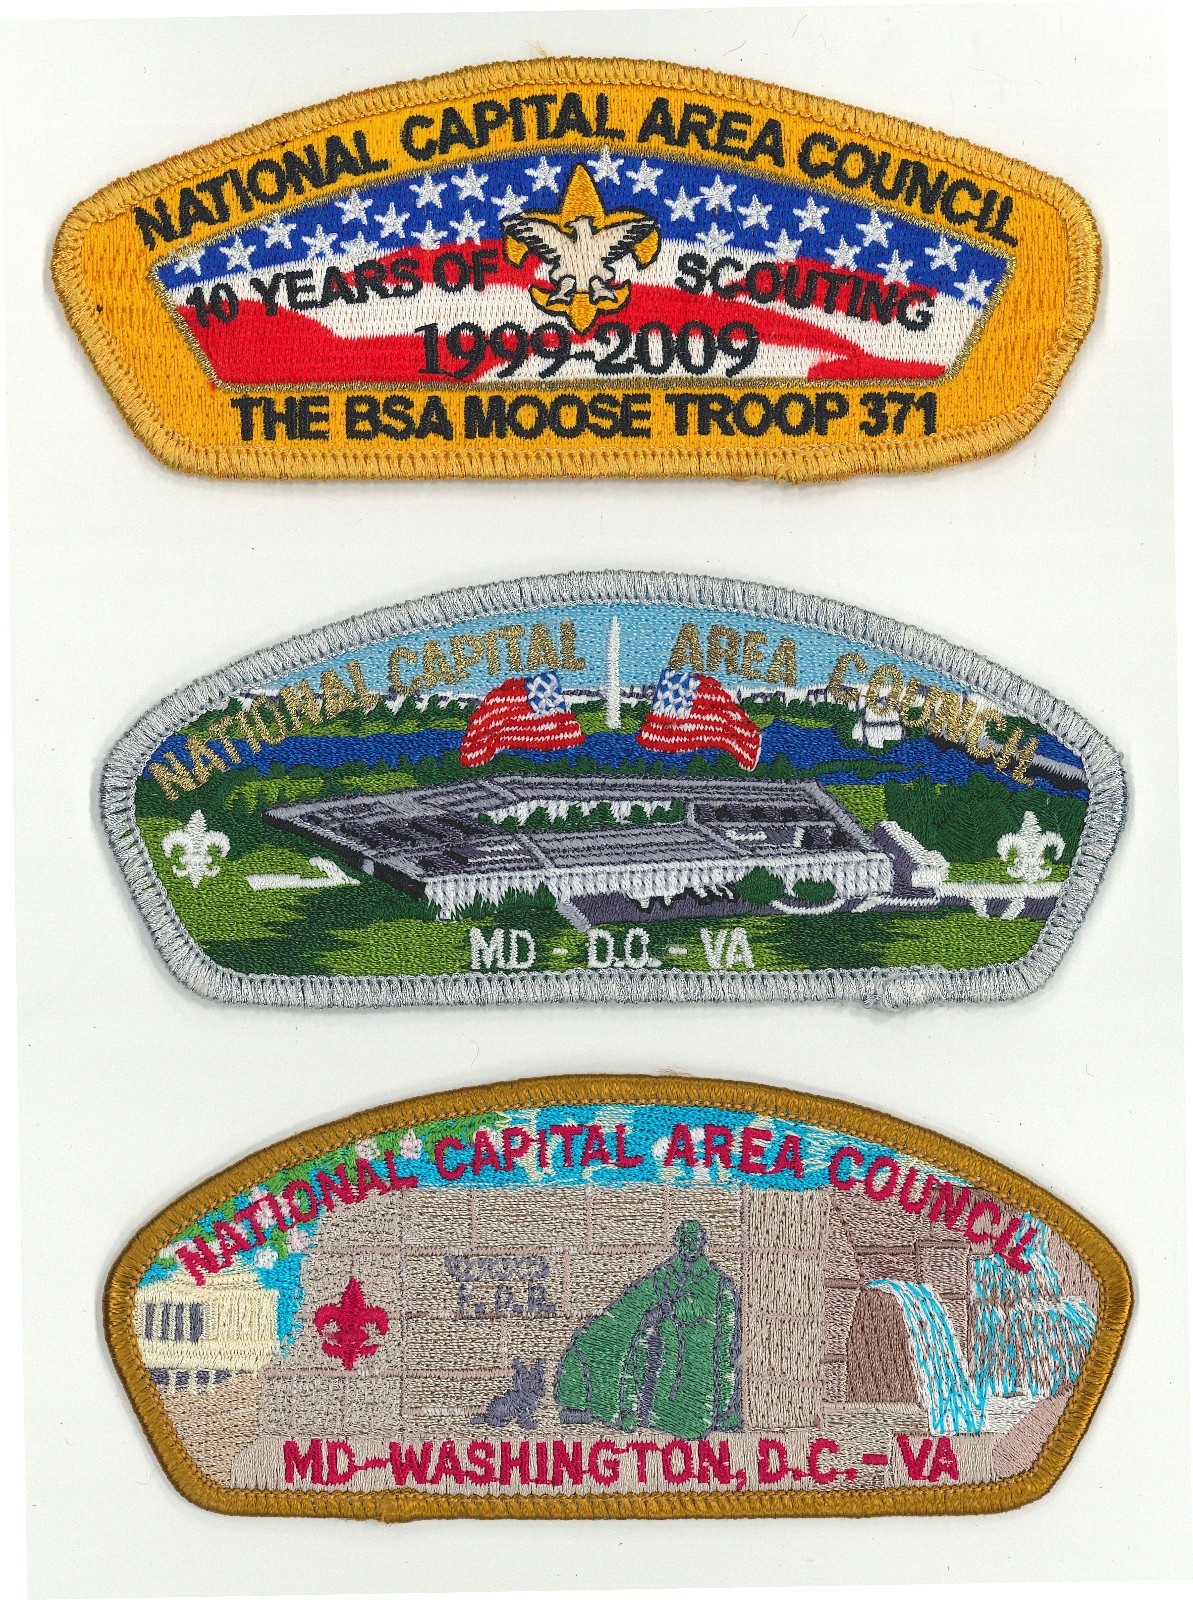 NATIONAL CAPITAL AREA COUNCIL
10 YEARS OF SCOUTING
1999-2009
THE BSA MOOSE TROOP 371
NATIONAL CAPITAL AREA COUNCIL
MD - D.C. - VA
NATIONAL CAPITAL AREA COUNCIL
F.D.R.
MD-WASHINGTON, D.C.-VA